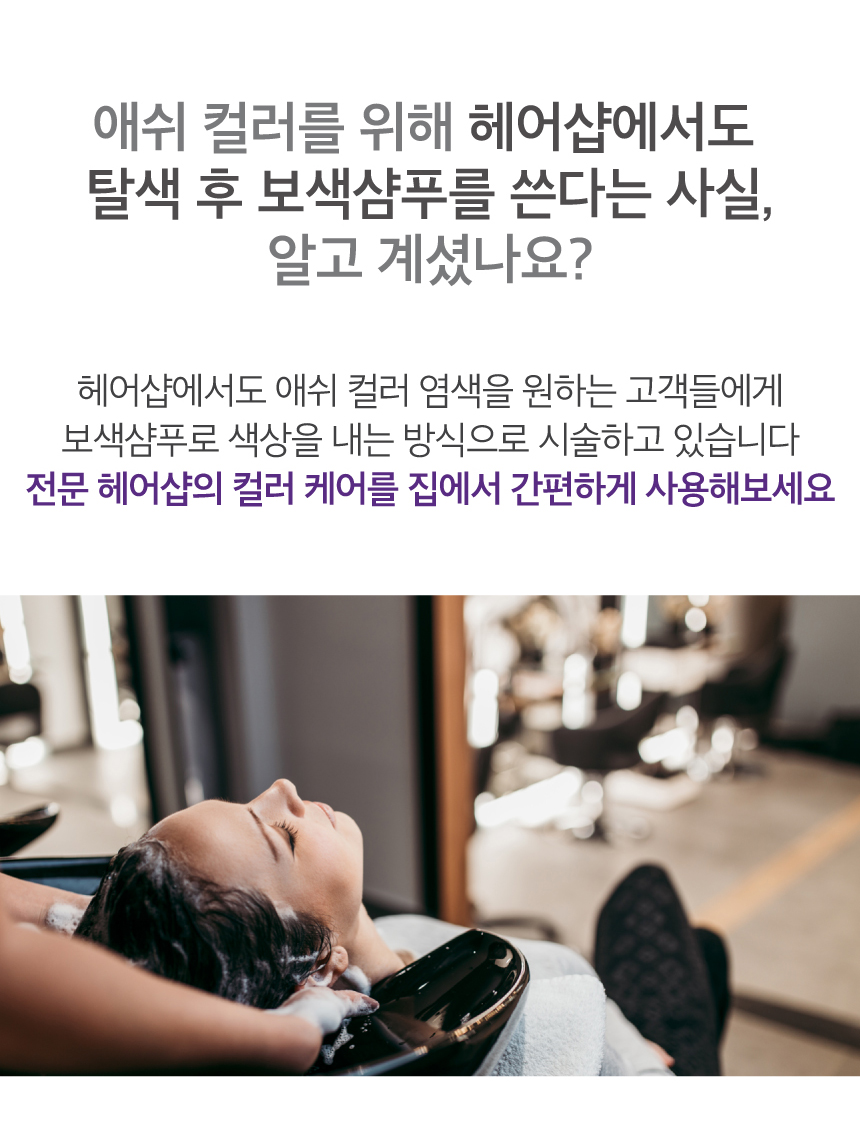 애쉬 컬러를 위해 헤어샵에서도
탈색 후 보색샴푸를 쓴다는 사실,
알고 계셨나요?
헤어샵에서도 애쉬 컬러 염색을 원하는 고객들에게
보색샴푸로 색상을 내는 방식으로 시술하고 있습니다
전문 헤어샵의 컬러 케어를 집에서 간편하게 사용해보세요